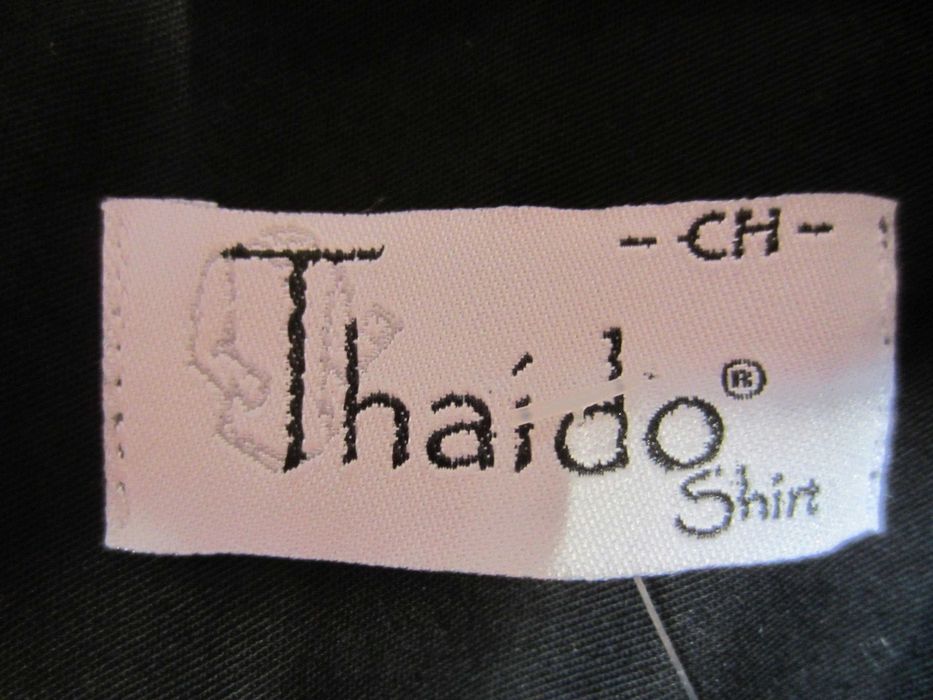 - CH -
Thaido®
Shirt